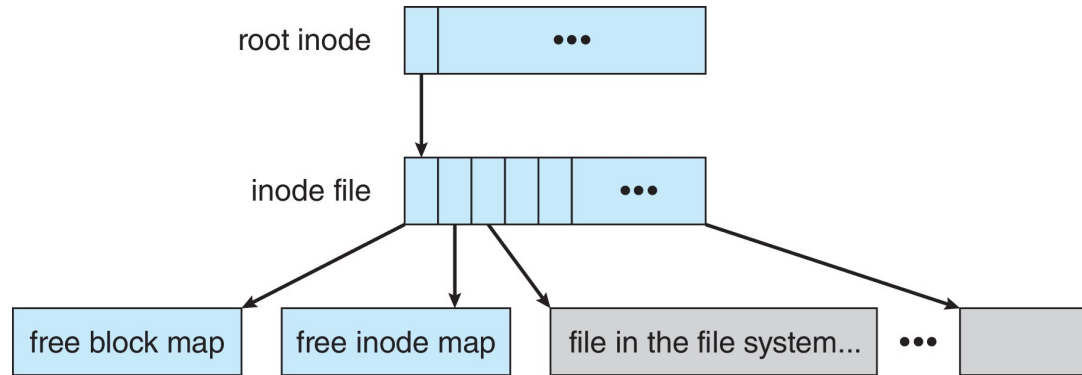 root inode
•••
inode file
•••
free block map
free inode map
file in the file system...
•••